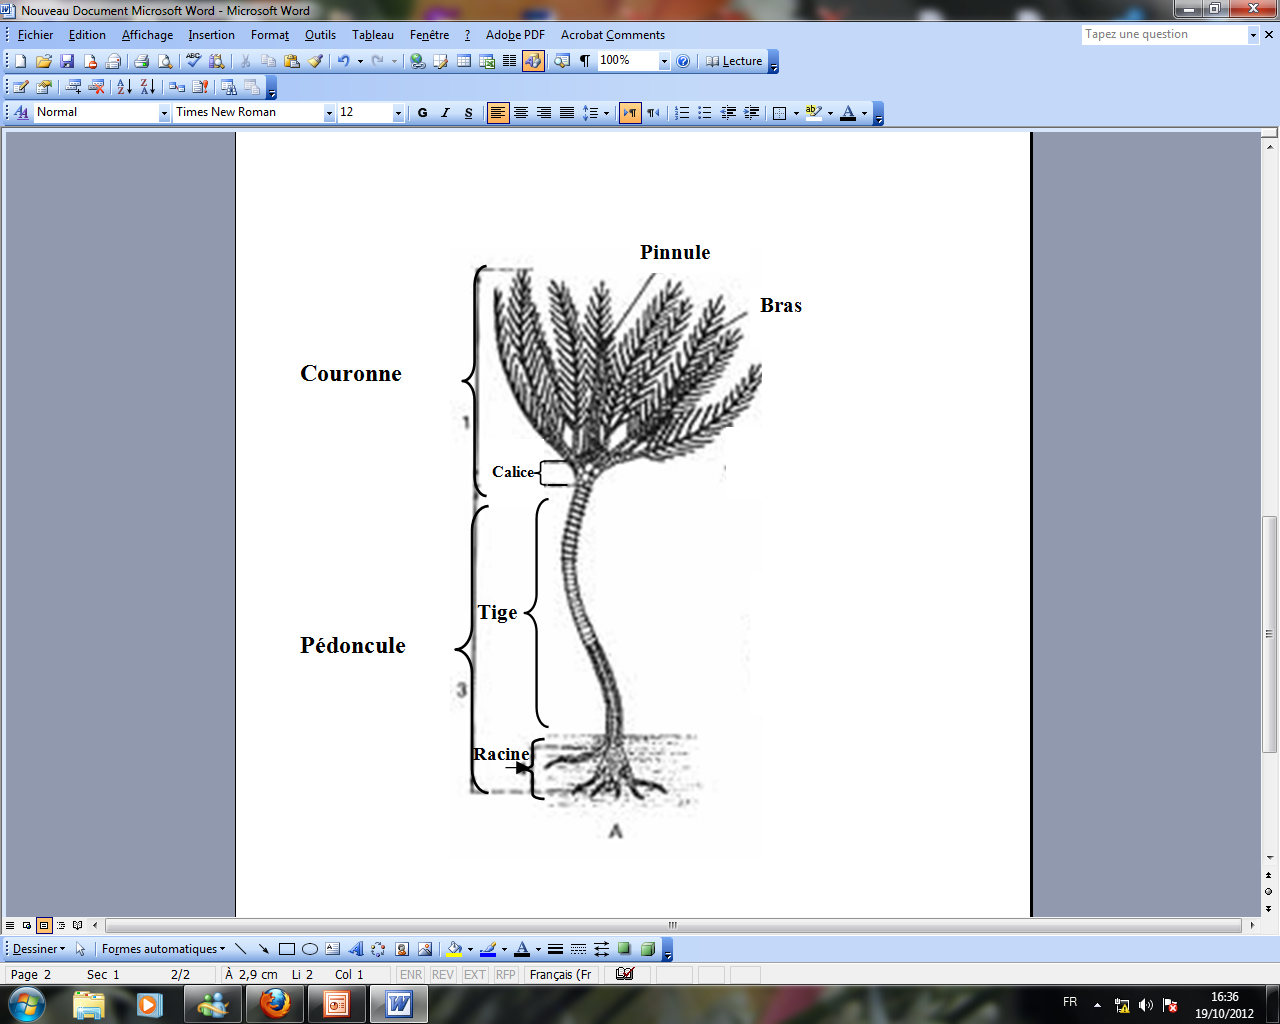 Nouveau Document Microsoft Word - Microsoft Word
Fichier Edition Affichage Insertion Format Outils Tableau Fenêtre ? Adobe PDF Acrobat Comments Tapez une question
100% Lecture
Normal Times New Roman 12 G I S
Pinnule
Bras
Couronne
1
Calice
Tige
Pédoncule
3
Racine
A
Dessiner Formes automatiques
Page 2 Sec 1 2/2 À 2,9 cm Li 2 Col 1 ENR REV EXT RFP Français (Fr
FR 16:36
19/10/2012